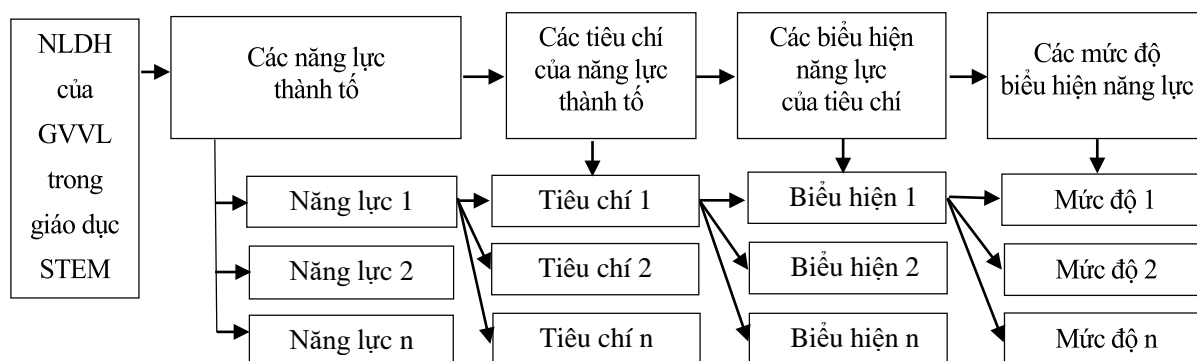 NLDH
của
GVVL
trong
giáo dục
STEM
Các năng lực
thành tố
Các tiêu chí
của năng lực
thành tố
Các biểu hiện
năng lực
của tiêu chí
Các mức độ
biểu hiện năng lực
Năng lực 1
Tiêu chí 1
Biểu hiện 1
Mức độ 1
Năng lực 2
Tiêu chí 2
Biểu hiện 2
Mức độ 2
Năng lực n
Tiêu chí n
Biểu hiện n
Mức độ n